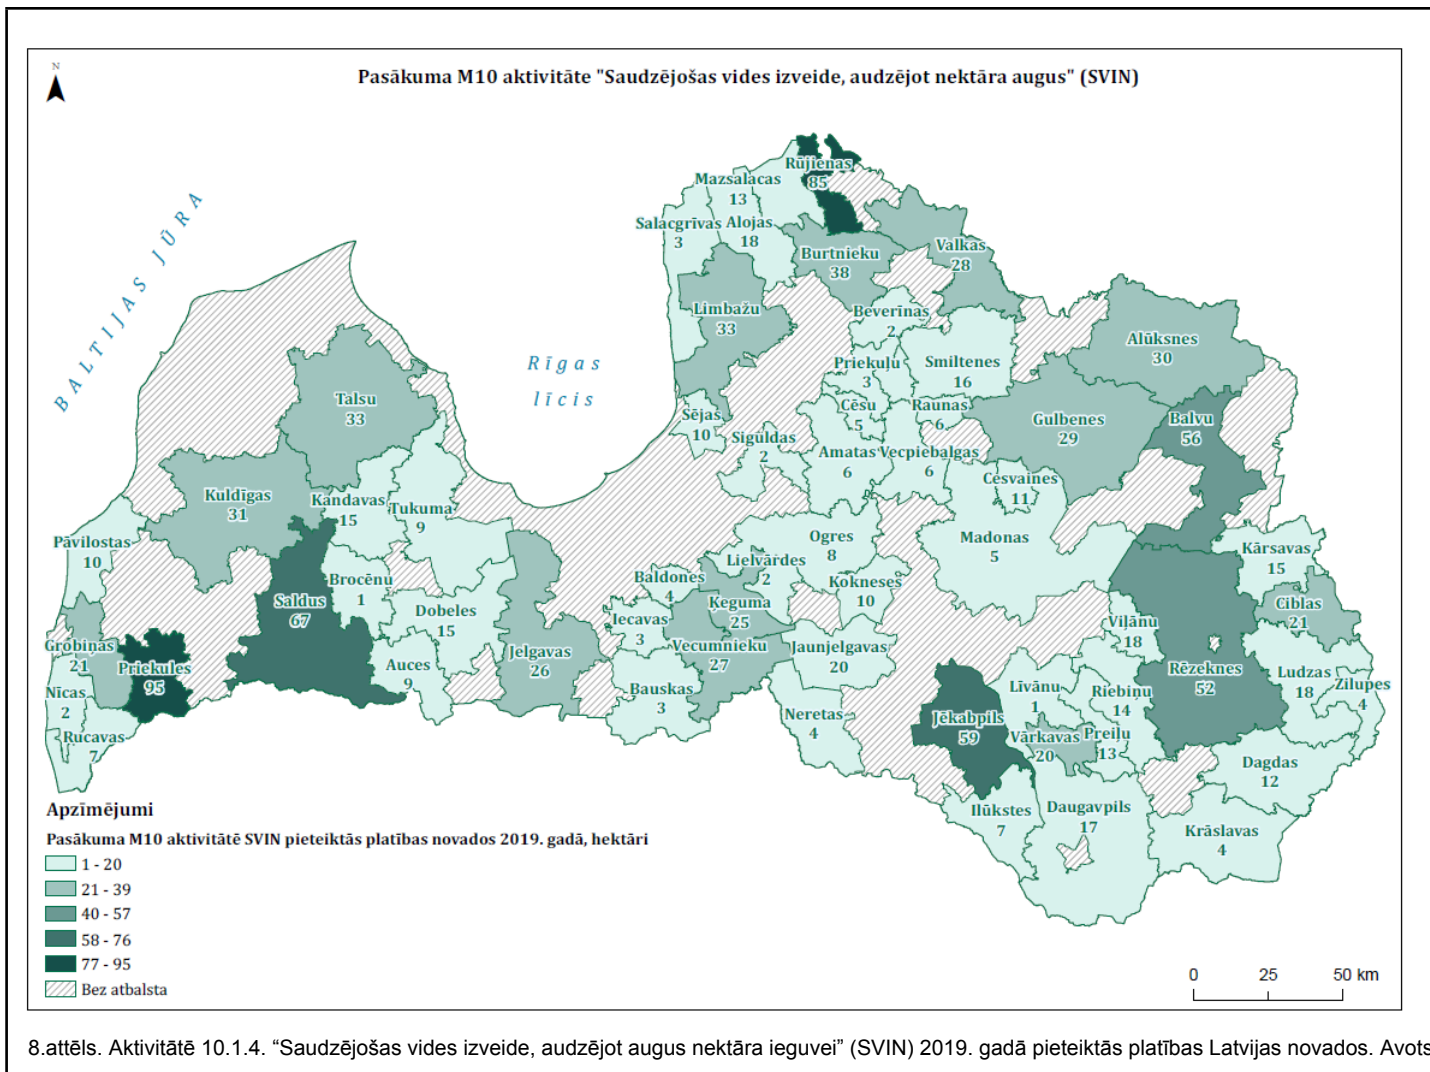 N
Pasākuma M10 aktivitāte "Saudzējošas vides izveide, audzējot nektāra augus" (SVIN)
BALTIJAS JŪRA
Rīgas
līcis
Rūjienas
85
Mazsalacas
13
Salacgrīvas
3
Alojas
18
Burtnieku
38
Valkas
28
Limbažu
33
Beverīnas
2
Alūksnes
30
Priekuļu
3
Smiltenes
16
Talsu
33
Cēsu
5
Raunas
6
Gulbenes
29
Balvu
56
Sējas
10
Siguldas
2
Amatas
6
Vecpiebalgas
6
Cesvaines
11
Kuldīgas
31
Kandavas
15
Tukuma
9
Pāvilostas
10
Ogres
8
Madonas
5
Kārsavas
15
Brocēnu
1
Saldus
67
Baldones
4
Lielvārdes
2
Kokneses
10
Ķeguma
25
Ciblas
21
Dobeles
15
Iecavas
3
Viļānu
18
Grobiņas
21
Priekules
95
Auces
9
Jelgavas
26
Vecumnieku
27
Jaunjelgavas
20
Rēzeknes
52
Ludzas
18
Zilupes
4
Nīcas
2
Bauskas
3
Līvānu
1
Riebiņu
14
Rucavas
7
Neretas
4
Jēkabpils
59
Vārkavas
20
Preiļu
13
Dagdas
12
Ilūkstes
7
Daugavpils
17
Krāslavas
4
Apzīmējumi
Pasākuma M10 aktivitātē SVIN pieteiktās platības novados 2019. gadā, hektāri
1 - 20
21 - 39
40 - 57
58 - 76
77 - 95
Bez atbalsta
0 25 50 km
8.attēls. Aktivitātē 10.1.4. “Saudzējošas vides izveide, audzējot augus nektāra ieguvei” (SVIN) 2019. gadā pieteiktās platības Latvijas novados. Avots